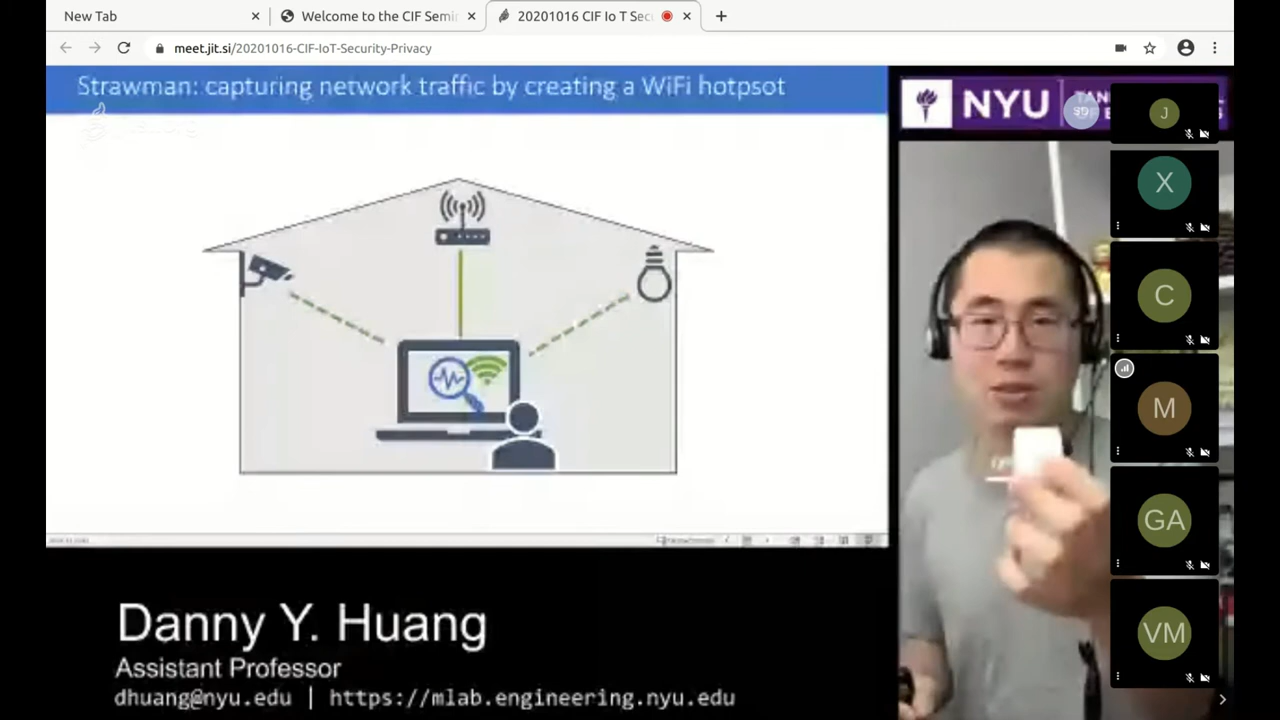 New Tab
Welcome to the CIF Semi
20201016 CIF Io T Sec
meet.jit.si/20201016-CIF-IoT-Security-Privacy
Strawman: capturing network traffic by creating a WiFi hotpsot
NYU
SD
J
X
C
M
GA
VM
Danny Y. Huang
Assistant Professor
dhuang@nyu.edu | https://mlab.engineering.nyu.edu